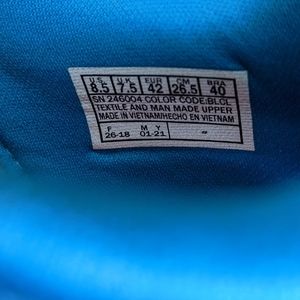 U.S. U.K. EUR CM BRA
8.5 7.5 42 26.5 40
SN 246004 COLOR CODE:BLCL
TEXTILE AND MAN MADE UPPER
MADE IN VIETNAM/HECHO EN VIETNAM
F M Y
26-18 01-21